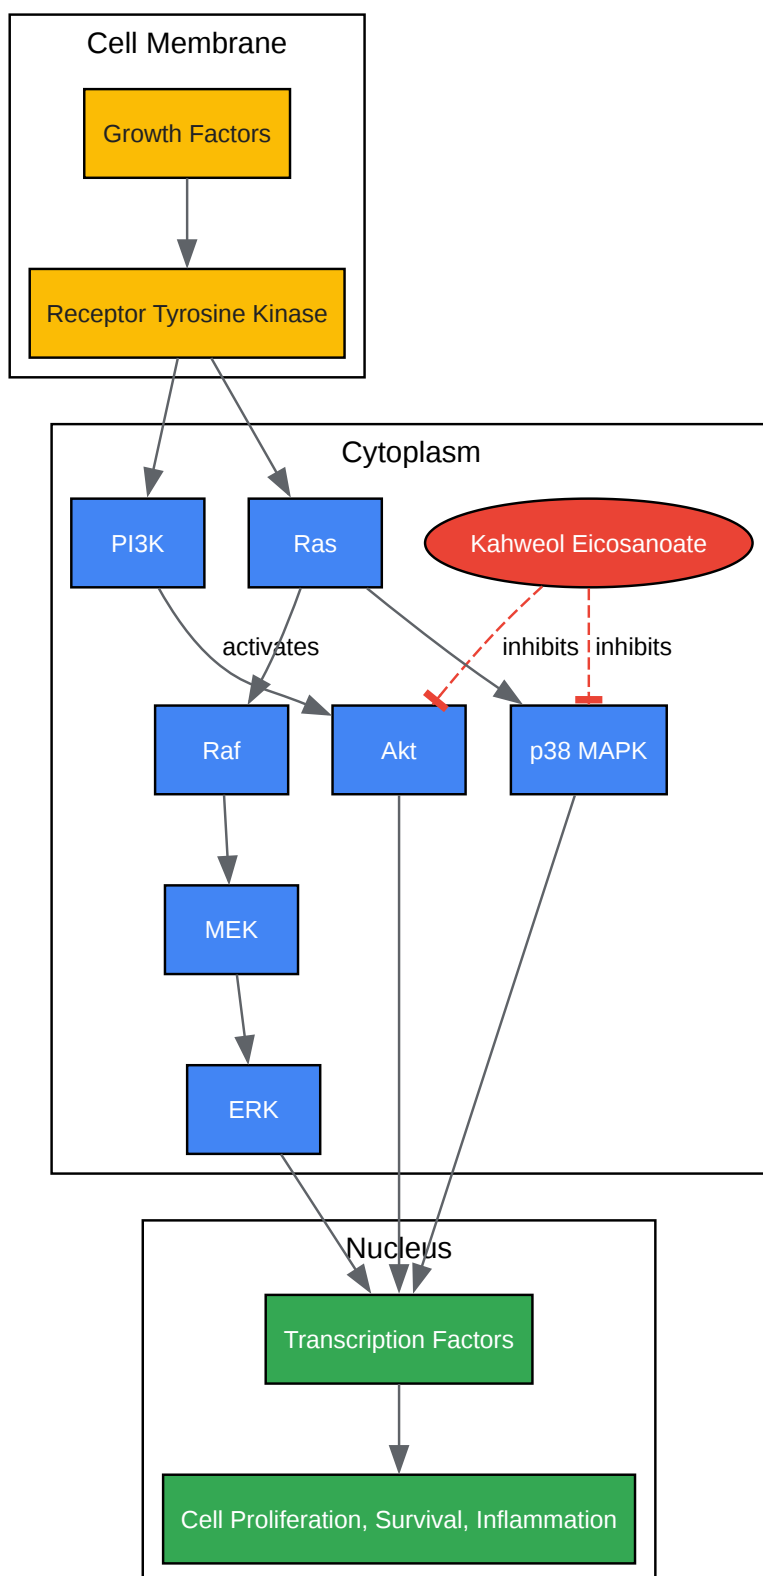 Cell Membrane
Growth Factors
Receptor Tyrosine Kinase
Cytoplasm
PI3K
Ras
Kahweol Eicosanoate
activates
inhibits
inhibits
Raf
Akt
p38 MAPK
MEK
ERK
Nucleus
Transcription Factors
Cell Proliferation, Survival, Inflammation